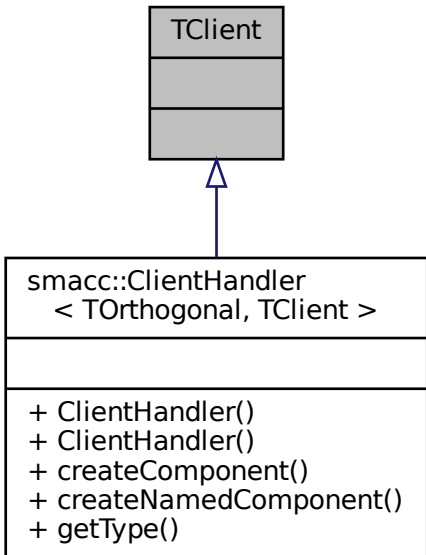 TClient
smacc::ClientHandler
< TOrthogonal, TClient >
+ ClientHandler()
+ ClientHandler()
+ createComponent()
+ createNamedComponent()
+ getType()